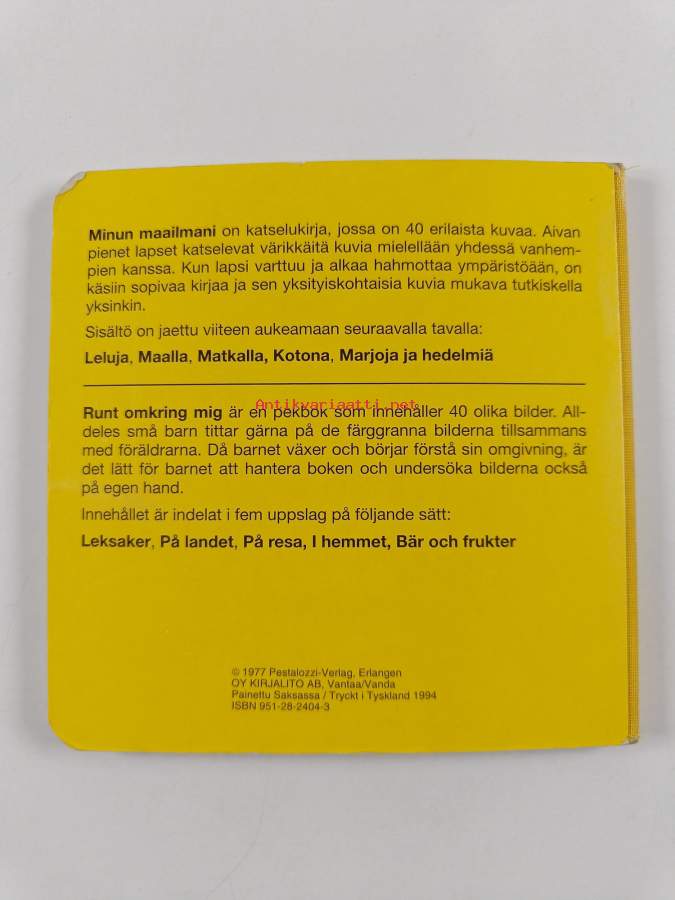 Minun maailmani on katselukirja, jossa on 40 erilaista kuvaa. Aivan
pienet lapset katselevat värikkäitä kuvia mielellään yhdessä vanhem-
pien kanssa. Kun lapsi varttuu ja alkaa hahmottaa ympäristöään, on
käsiin sopivaa kirjaa ja sen yksityiskohtaisia kuvia mukava tutkiskella
yksinkin.
Sisältö on jaettu viiteen aukeamaan seuraavalla tavalla:
Leluja, Maalla, Matkalla, Kotona, Marjoja ja hedelmiä
Antikvariaatti.net
Runt omkring mig är en pekbok som innehåller 40 olika bilder. All-
deles små barn tittar gärna på de färggranna bilderna tillsammans
med föräldrarna. Då barnet växer och börjar förstå sin omgivning, är
det lätt för barnet att hantera boken och undersöka bilderna också
på egen hand.
Innehållet är indelat i fem uppslag på följande sätt:
Leksaker, På landet, På resa, I hemmet, Bär och frukter
© 1977 Pestalozzi-Verlag, Erlangen
OY KIRJALITO AB, Vantaa/Vanda
Painettu Saksassa / Tryckt i Tyskland 1994
ISBN 951-28-2404-3